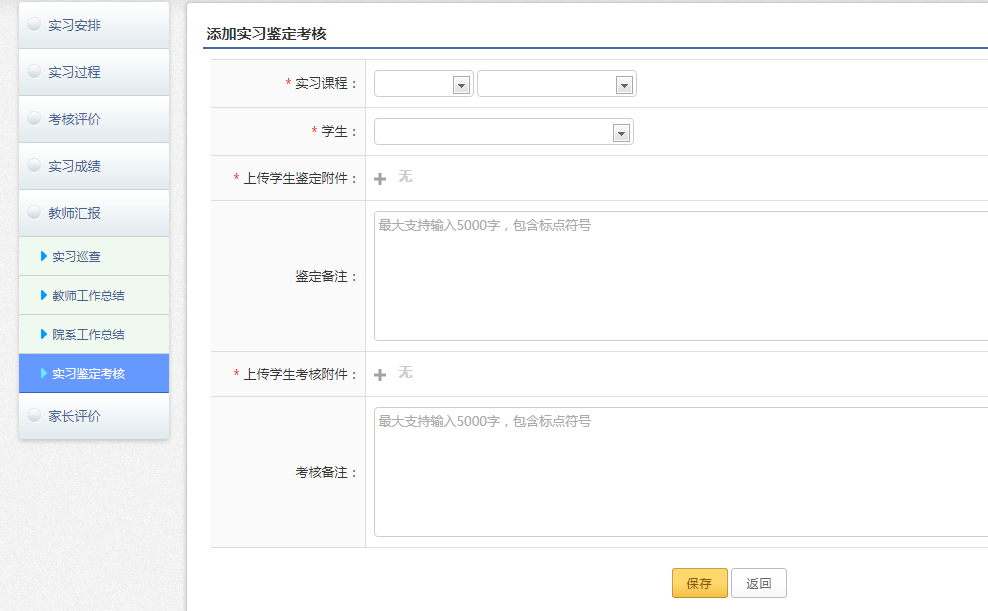 实习安排
实习过程
考核评价
实习成绩
教师汇报
实习巡查
教师工作总结
院系工作总结
实习鉴定考核
家长评价
添加实习鉴定考核
* 实习课程：
* 学生：
* 上传学生鉴定附件： 无
鉴定备注： 最大支持输入5000字，包含标点符号
* 上传学生考核附件： 无
考核备注： 最大支持输入5000字，包含标点符号
保存 返回